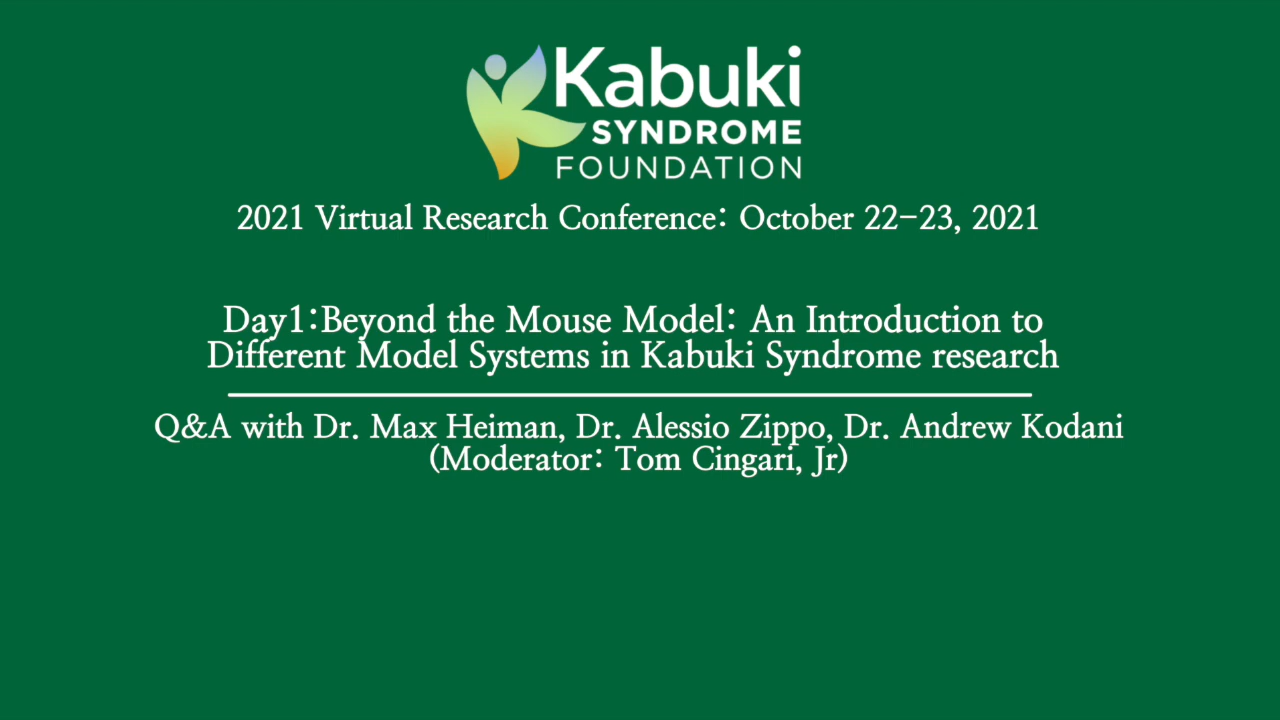 Kabuki
SYNDROME
FOUNDATION
2021 Virtual Research Conference: October 22-23, 2021
Day1:Beyond the Mouse Model: An Introduction to
Different Model Systems in Kabuki Syndrome research
Q&A with Dr. Max Heiman, Dr. Alessio Zippo, Dr. Andrew Kodani
(Moderator: Tom Cingari, Jr)